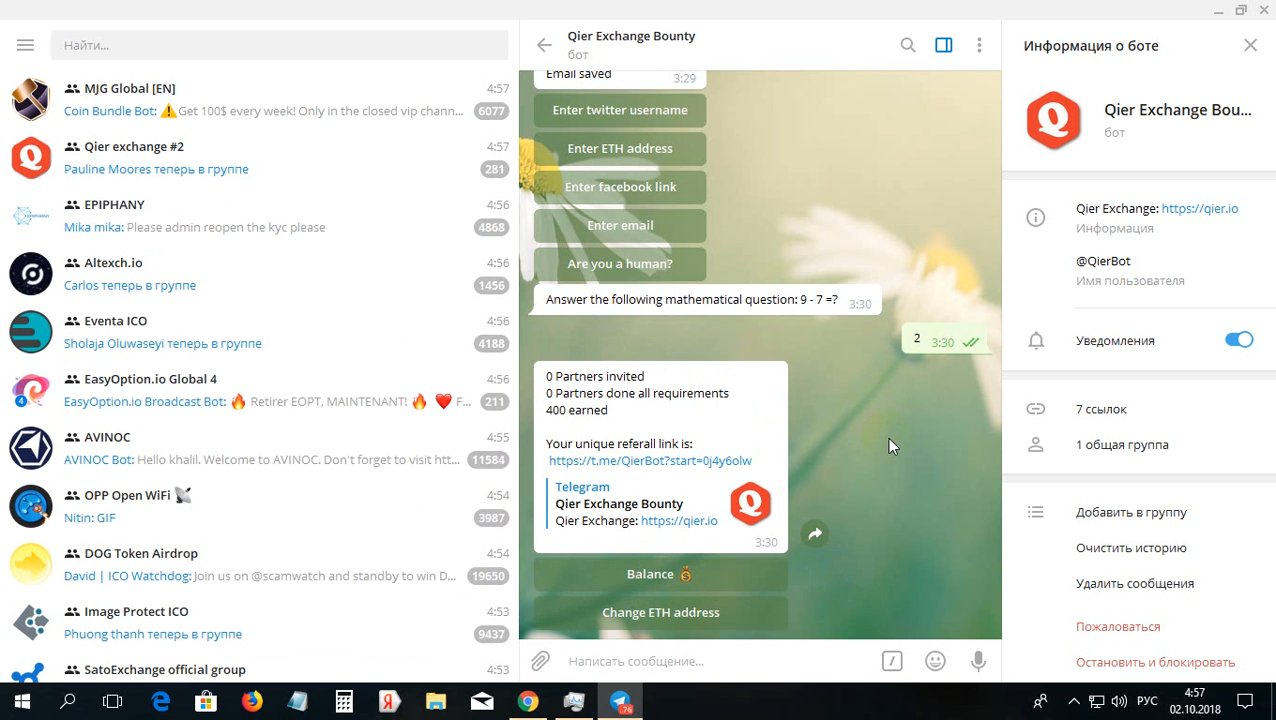 Найти...
MJG Global [EN]
4:57
Coin Bundle Bot: ⚠️Get 100$ every week! Only in the closed vip chann...
6077
Qier exchange #2
4:57
Pauline Moores теперь в группе
281
EPIPHANY
4:56
Mika mika: Please admin reopen the kyc please
4868
Altexch.io
4:56
Carlos теперь в группе
1456
Eventa ICO
4:56
Sholaja Oluwaseyi теперь в группе
4188
EasyOption.io Global 4
4:56
4
EasyOption.io Broadcast Bot: 🔥 Retirer EOPT, MAINTENANT! 🔥 ❤️ F...
211
AVINOC
4:55
AVINOC Bot: Hello khalil. Welcome to AVINOC. Don't forget to visit htt...
11584
OPP Open WiFi 📡
4:54
Nitin: GIF
3987
DOG Token Airdrop
4:54
David | ICO Watchdog: Join us on @scamwatch and standby to win D...
19650
Image Protect ICO
4:53
Phuong thanh теперь в группе
9437
SatoExchange official group
4:53
Qier Exchange Bounty
бот
Email saved
3:29
Enter twitter username
Enter ETH address
Enter facebook link
Enter email
Are you a human?
Answer the following mathematical question: 9 - 7 =?
3:30
2
3:30
0 Partners invited
0 Partners done all requirements
400 earned
Your unique referall link is:
https://t.me/QierBot?start=0j4y6olw
Telegram
Qier Exchange Bounty
Qier Exchange: https://qier.io
3:30
Balance 💰
Change ETH address
Написать сообщение...
Информация о боте
Qier Exchange Bou...
бот
Qier Exchange: https://qier.io
Информация
@QierBot
Имя пользователя
Уведомления
7 ссылок
1 общая группа
Добавить в группу
Очистить историю
Удалить сообщения
Пожаловаться
Остановить и блокировать
76
РУС
4:57
02.10.2018